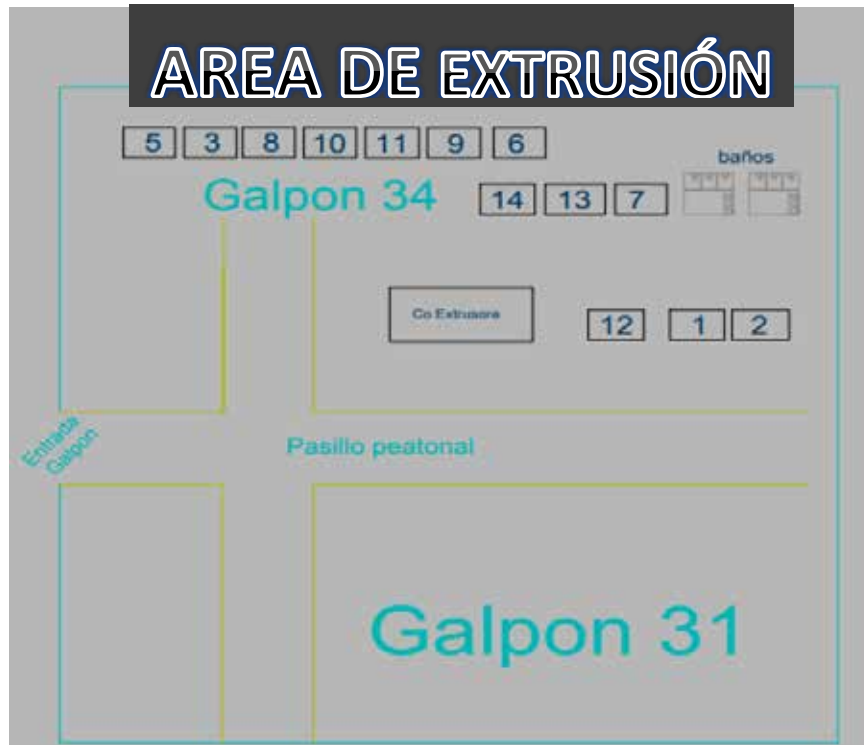 AREA DE EXTRUSIÓN
5 3 8 10 11 9 6
baños
Galpon 34
14 13 7
Co Extrusora
12 1 2
Entrada
Galpon
Pasillo peatonal
Galpon 31